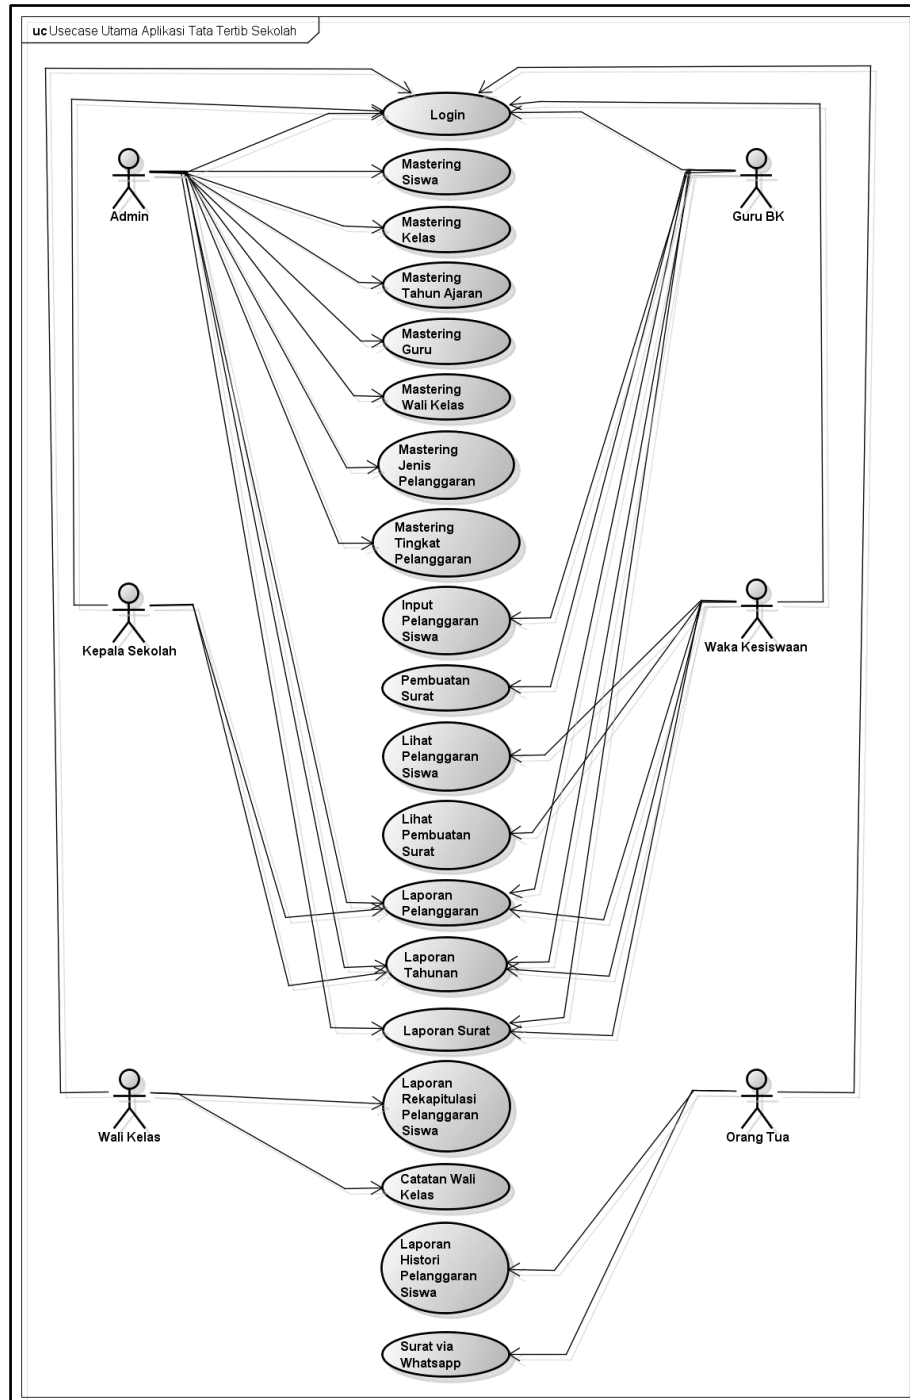 uc Usecase Utama Aplikasi Tata Tertib Sekolah
Login
Admin
Guru BK
Mastering
Siswa
Mastering
Kelas
Mastering
Tahun Ajaran
Mastering
Guru
Mastering
Wali Kelas
Mastering
Jenis
Pelanggaran
Mastering
Tingkat
Pelanggaran
Kepala Sekolah
Input
Pelanggaran
Siswa
Waka Kesiswaan
Pembuatan
Surat
Lihat
Pelanggaran
Siswa
Lihat
Pembuatan
Surat
Laporan
Pelanggaran
Laporan
Tahunan
Laporan Surat
Wali Kelas
Laporan
Rekapitulasi
Pelanggaran
Siswa
Orang Tua
Catatan Wali
Kelas
Laporan
Histori
Pelanggaran
Siswa
Surat via
Whatsapp